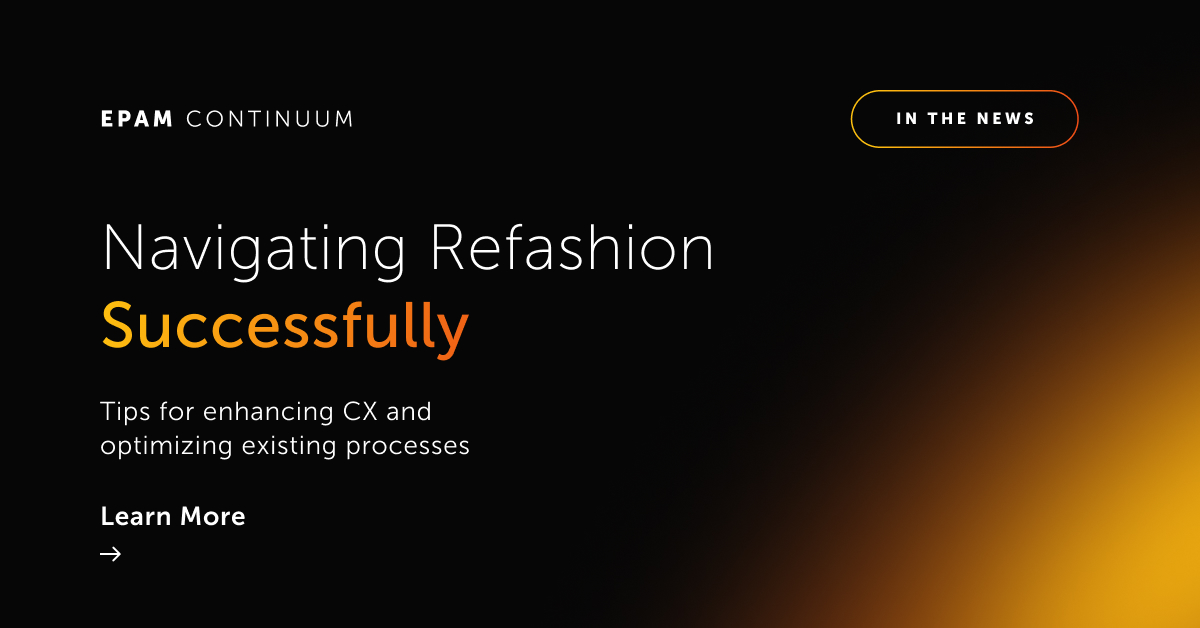 EPAM CONTINUUM
IN THE NEWS
Navigating Refashion
Successfully
Tips for enhancing CX and
optimizing existing processes
Learn More
→